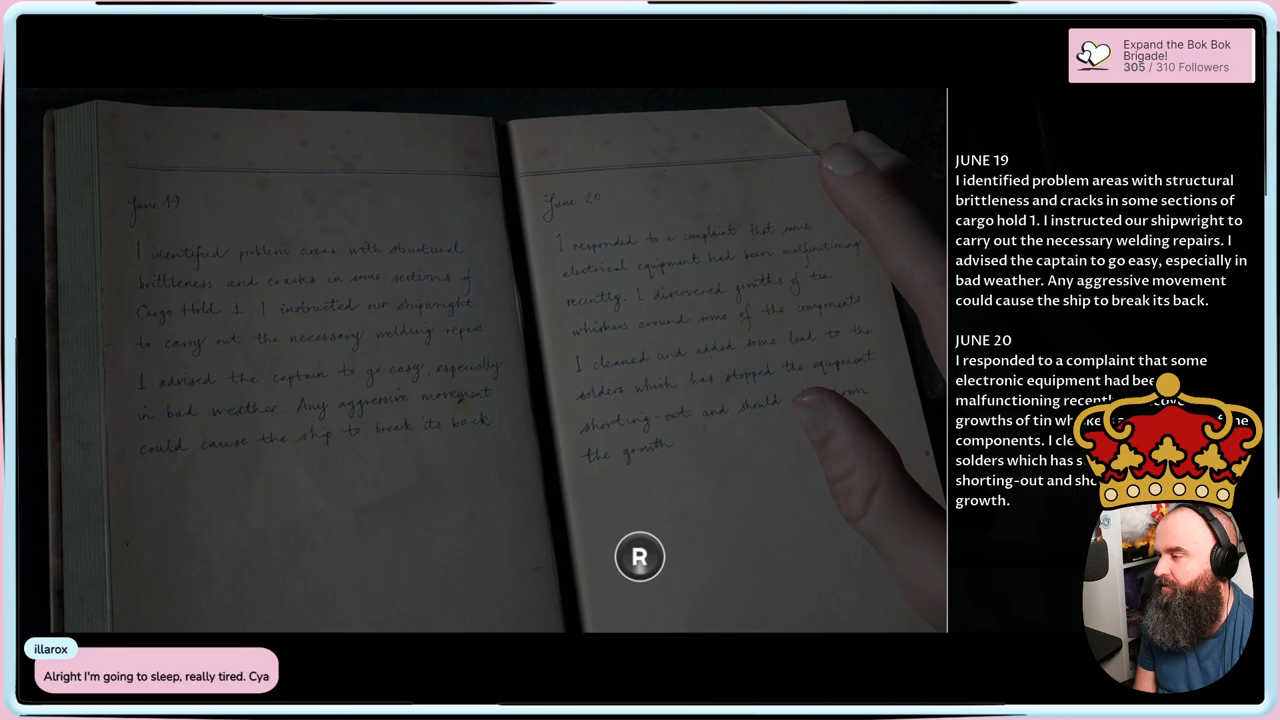 Expand the Bok Bok
Brigade!
305 / 310 Followers
June 19
I identified problem areas with structural
brittleness and cracks in some sections of
Cargo Hold 1. I instructed our shipwright
to carry out the necessary welding repairs.
I advised the captain to go easy, especially
in bad weather. Any aggressive movement
could cause the ship to break its back
June 20
I responded to a complaint that some
electrical equipment had been malfunctioning
recently. I discovered growths of tin
whiskers around some of the components.
I cleaned and added some lead to the
solders which has stopped the equipment
shorting-out and should
the growth
R
JUNE 19
I identified problem areas with structural
brittleness and cracks in some sections of
cargo hold 1. I instructed our shipwright to
carry out the necessary welding repairs. I
advised the captain to go easy, especially in
bad weather. Any aggressive movement
could cause the ship to break its back.
JUNE 20
I responded to a complaint that some
electronic equipment had
malfunctioning
growths of tin
components. I
solders which has
shorting-out and
growth.
illarox
Alright I'm going to sleep, really tired. Cya